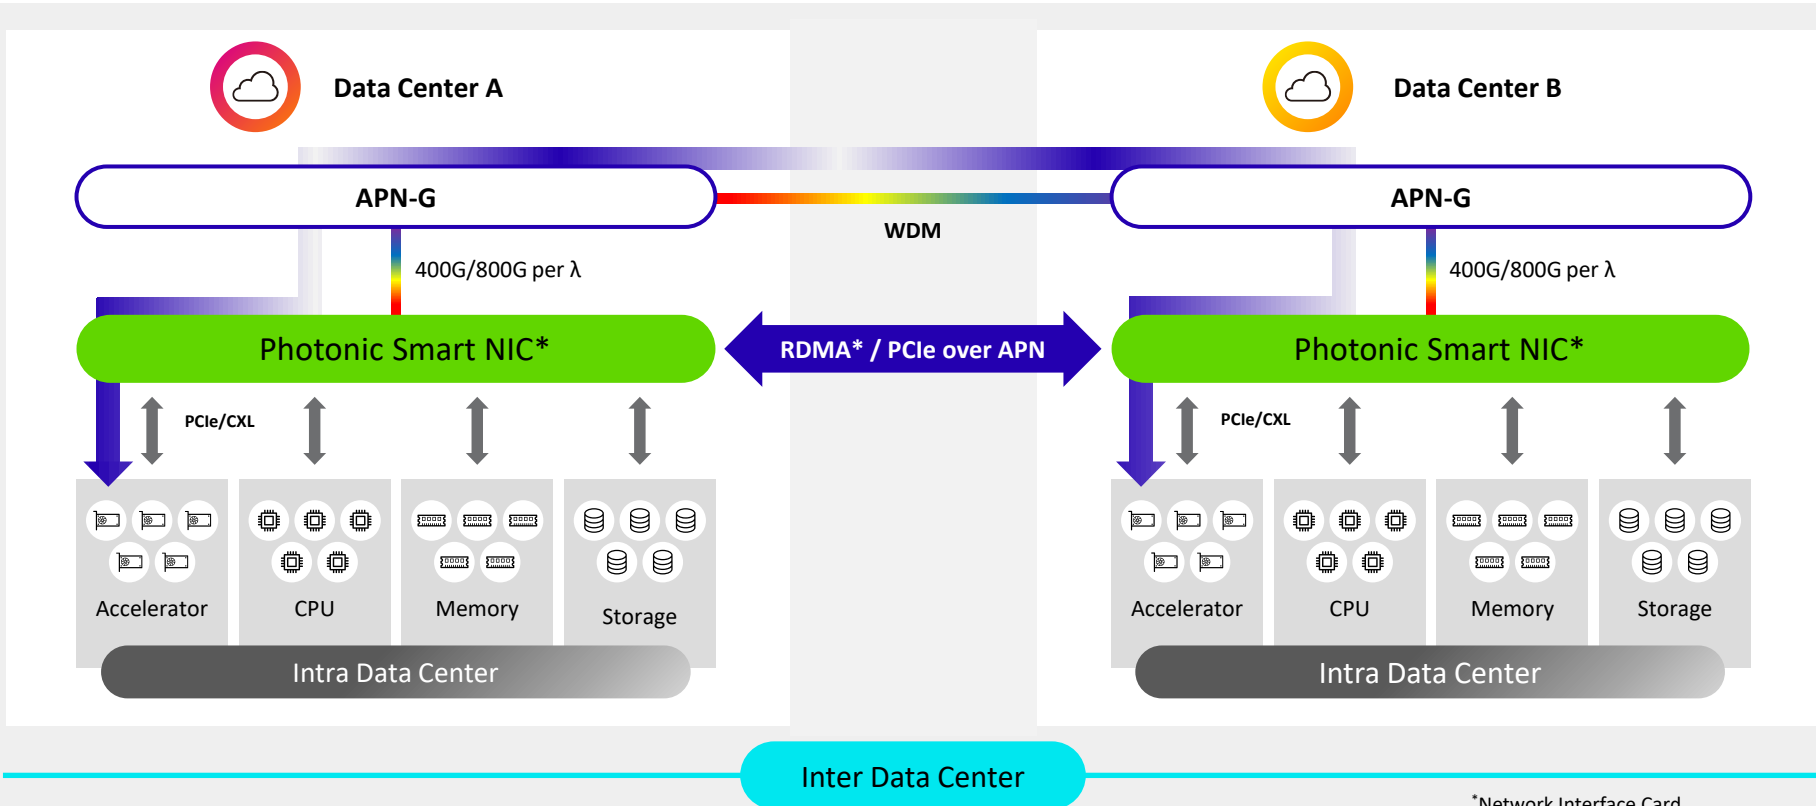 Data Center A
Data Center B
APN-G
APN-G
WDM
400G/800G per λ
400G/800G per λ
Photonic Smart NIC*
RDMA* / PCIe over APN
Photonic Smart NIC*
PCIe/CXL
PCIe/CXL
Accelerator
CPU
Memory
Storage
Accelerator
CPU
Memory
Storage
Intra Data Center
Intra Data Center
Inter Data Center
*Network Interface Card